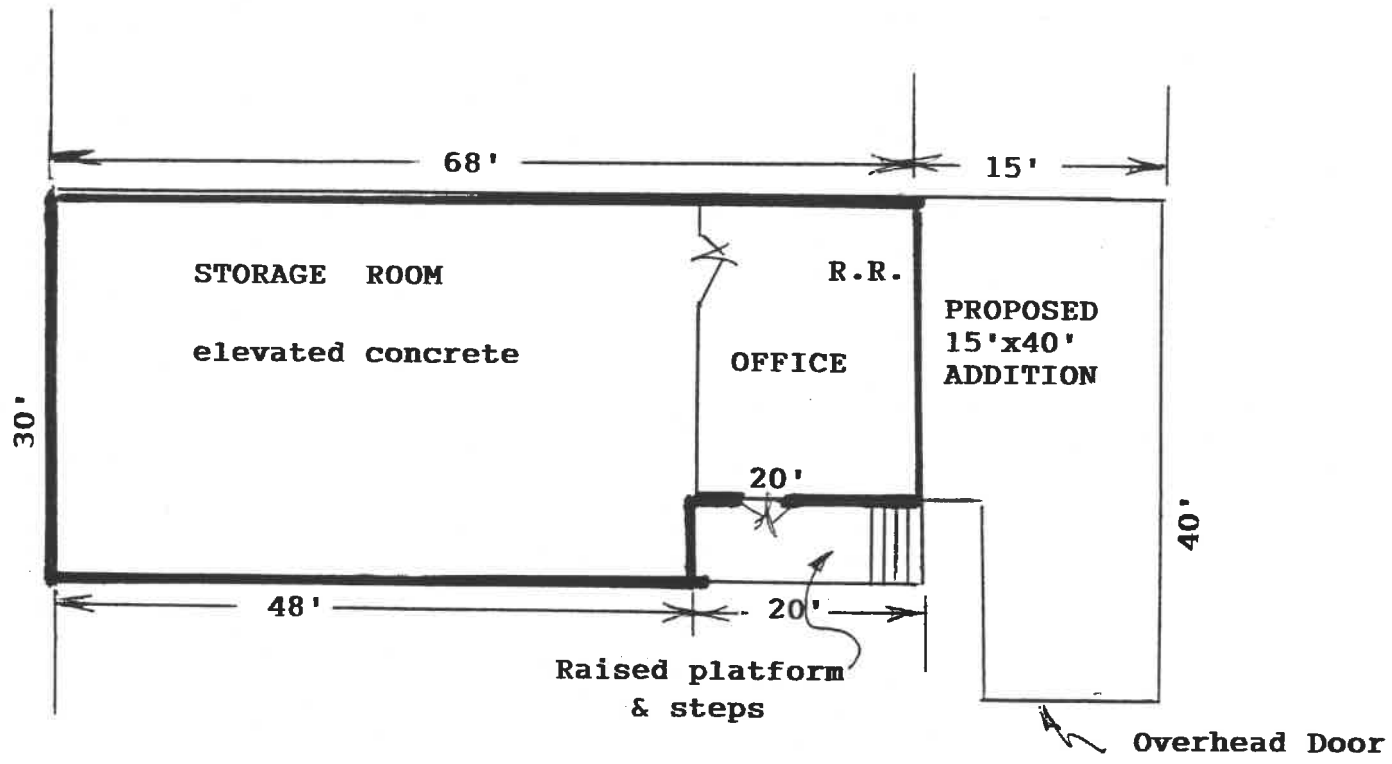 68'
15'
STORAGE ROOM
R.R.
PROPOSED
15'x40'
ADDITION
elevated concrete
OFFICE
30'
20'
40'
48'
20'
Raised platform
& steps
Overhead Door